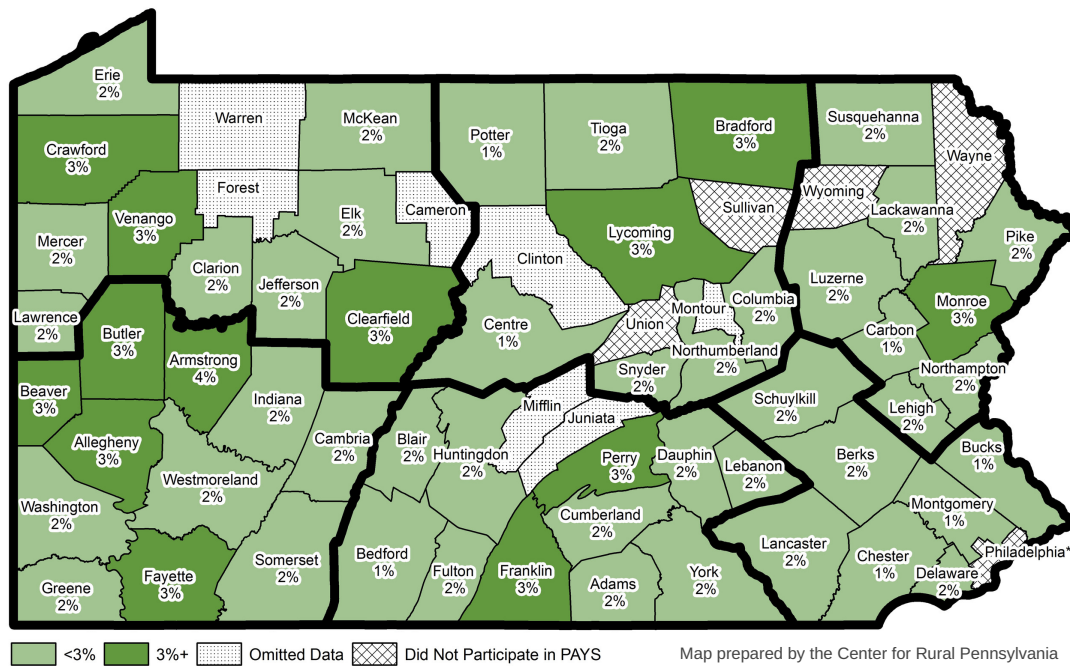 Erie
2%
Warren
McKean
2%
Potter
1%
Tioga
2%
Bradford
3%
Susquehanna
2%
Wayne
Crawford
3%
Forest
Elk
2%
Cameron
Wyoming
Sullivan
Lackawanna
2%
Venango
3%
Lycoming
3%
Pike
2%
Mercer
2%
Clarion
2%
Jefferson
2%
Clinton
Luzerne
2%
Lawrence
2%
Butler
3%
Clearfield
3%
Centre
1%
Union
Montour
Columbia
2%
Monroe
3%
Carbon
1%
Armstrong
4%
Northumberland
2%
Snyder
2%
Northampton
2%
Beaver
3%
Indiana
2%
Mifflin
Juniata
Schuylkill
2%
Lehigh
2%
Allegheny
3%
Cambria
2%
Blair
2%
Huntingdon
2%
Perry
3%
Dauphin
2%
Lebanon
2%
Berks
2%
Bucks
1%
Westmoreland
2%
Washington
2%
Cumberland
2%
Montgomery
1%
Philadelphia*
Lancaster
2%
Chester
1%
Delaware
2%
Greene
2%
Fayette
3%
Somerset
2%
Bedford
1%
Fulton
2%
Franklin
3%
Adams
2%
York
2%
<3%
3%+
Omitted Data
Did Not Participate in PAYS
Map prepared by the Center for Rural Pennsylvania